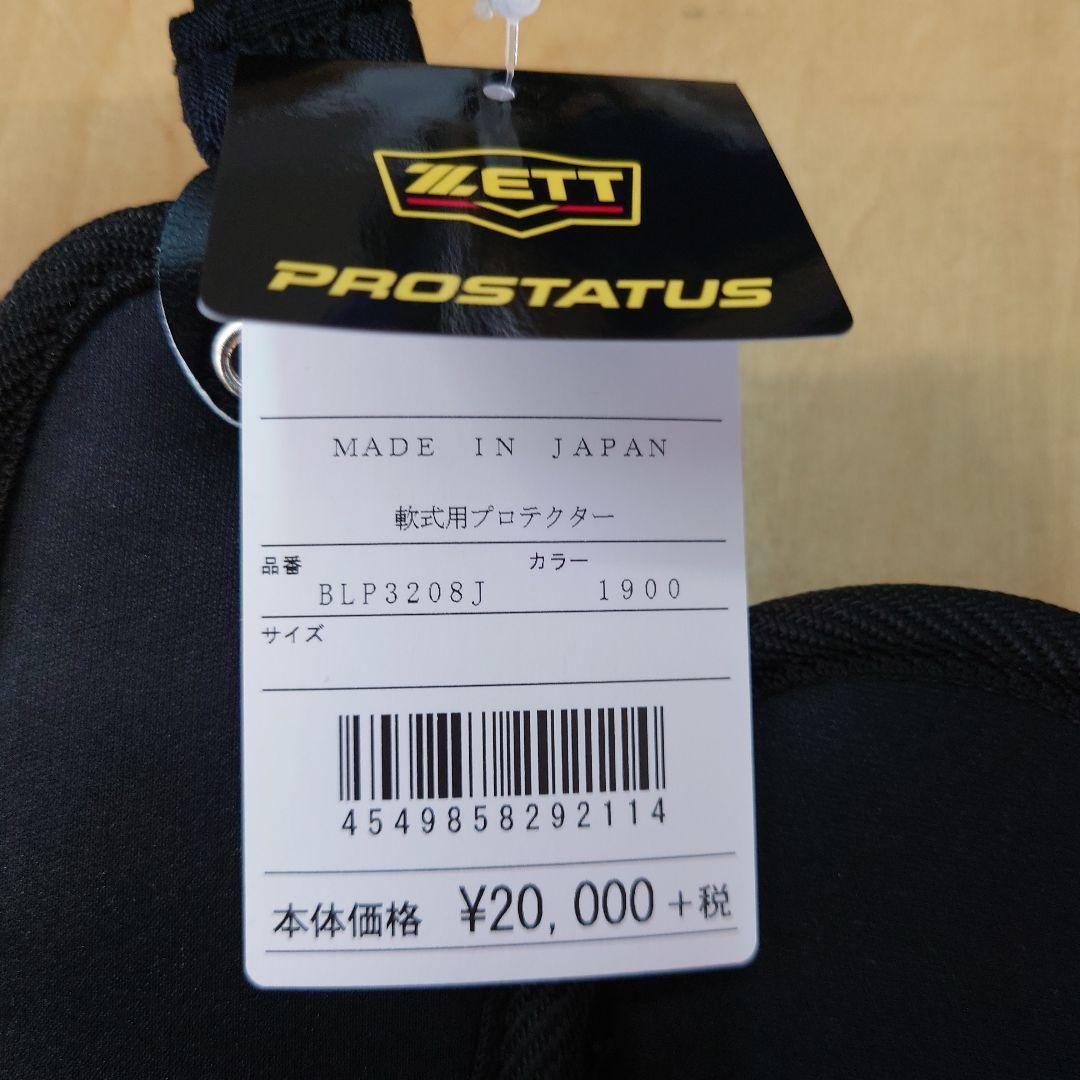 ZETT
PROSTATUS
MADE IN JAPAN
軟式用プロテクター
品番 カラー
BLP3208J 1900
サイズ
4549858292114
本体価格 ¥20,000+税